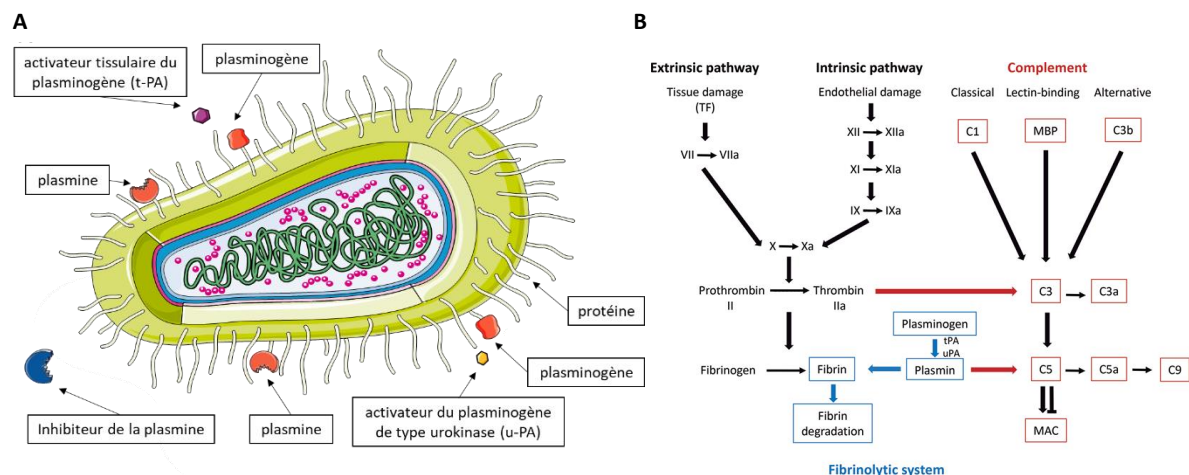 A
activateur tissulaire du
plasminogène (t-PA)
plasminogène
plasmine
protéine
plasminogène
Inhibiteur de la plasmine
plasmine
activateur du plasminogène
de type urokinase (u-PA)
B
Extrinsic pathway
Intrinsic pathway
Complement
Tissue damage
(TF)
Endothelial damage
Classical
Lectin-binding
Alternative
XII
XIIa
C1
MBP
C3b
VII
VIIa
XI
XIa
IX
IXa
X
Xa
Prothrombin
II
Thrombin
IIa
C3
C3a
Plasminogen
tPA
uPA
Fibrinogen
Fibrin
Plasmin
C5
C5a
C9
Fibrin
degradation
MAC
Fibrinolytic system